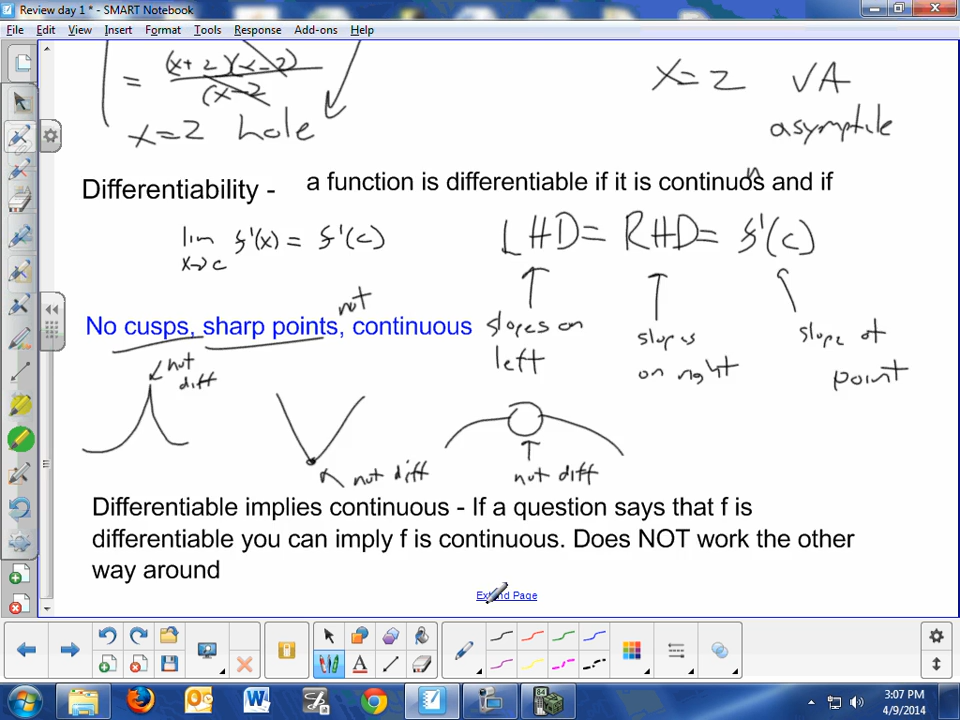 Review day 1 * - SMART Notebook
File Edit View Insert Format Tools Response Add-ons Help
= (x+2)(x-2)
(x-2
x=2 hole
x=2 VA
asymptile
Differentiability - a function is differentiable if it is continuos and if
n
lim f'(x) = f'(c)
x→c
LHD= RHD= f'(c)
No cusps, sharp points, continuous
not
slopes on
left
slopes
on right
slope at
point
not
diff
not diff
not diff
Differentiable implies continuous - If a question says that f is
differentiable you can imply f is continuous. Does NOT work the other
way around
Extend Page
A
3:07 PM
4/9/2014